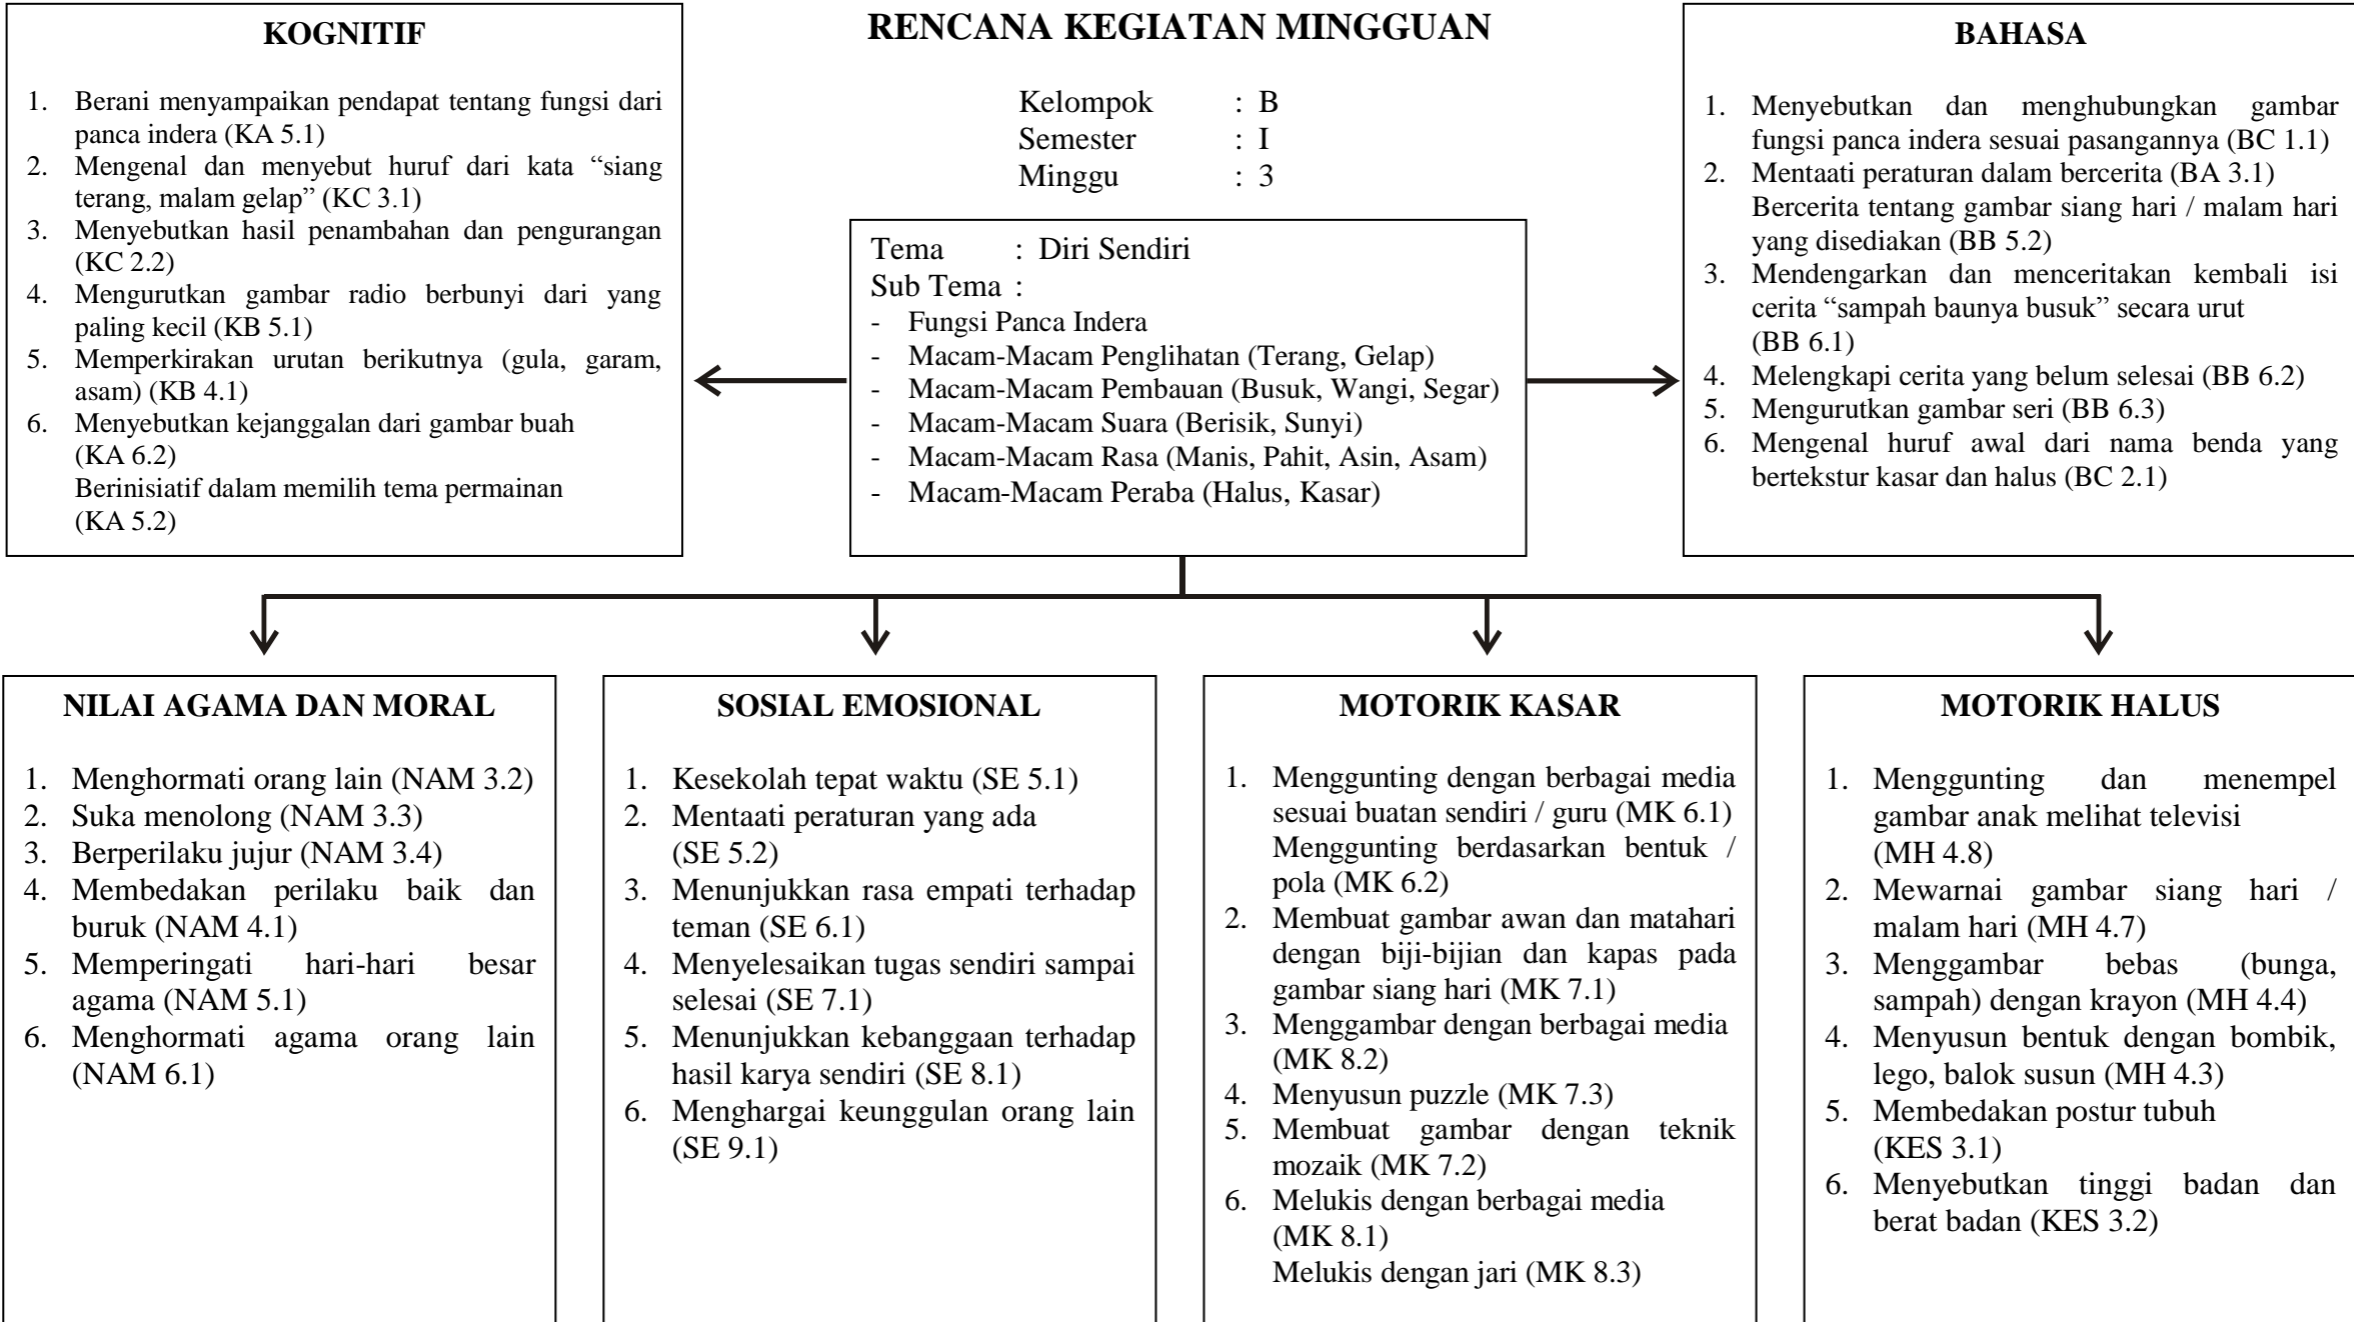 KOGNITIF
1. Berani menyampaikan pendapat tentang fungsi dari
panca indera (KA 5.1)
2. Mengenal dan menyebut huruf dari kata “siang
terang, malam gelap” (KC 3.1)
3. Menyebutkan hasil penambahan dan pengurangan
(KC 2.2)
4. Mengurutkan gambar radio berbunyi dari yang
paling kecil (KB 5.1)
5. Memperkirakan urutan berikutnya (gula, garam,
asam) (KB 4.1)
6. Menyebutkan kejanggalan dari gambar buah
(KA 6.2)
Berinisiatif dalam memilih tema permainan
(KA 5.2)
RENCANA KEGIATAN MINGGUAN
Kelompok : B
Semester : I
Minggu : 3
Tema : Diri Sendiri
Sub Tema :
- Fungsi Panca Indera
- Macam-Macam Penglihatan (Terang, Gelap)
- Macam-Macam Pembauan (Busuk, Wangi, Segar)
- Macam-Macam Suara (Berisik, Sunyi)
- Macam-Macam Rasa (Manis, Pahit, Asin, Asam)
- Macam-Macam Peraba (Halus, Kasar)
BAHASA
1. Menyebutkan dan menghubungkan gambar
fungsi panca indera sesuai pasangannya (BC 1.1)
2. Mentaati peraturan dalam bercerita (BA 3.1)
Bercerita tentang gambar siang hari / malam hari
yang disediakan (BB 5.2)
3. Mendengarkan dan menceritakan kembali isi
cerita “sampah baunya busuk” secara urut
(BB 6.1)
4. Melengkapi cerita yang belum selesai (BB 6.2)
5. Mengurutkan gambar seri (BB 6.3)
6. Mengenal huruf awal dari nama benda yang
bertekstur kasar dan halus (BC 2.1)
NILAI AGAMA DAN MORAL
1. Menghormati orang lain (NAM 3.2)
2. Suka menolong (NAM 3.3)
3. Berperilaku jujur (NAM 3.4)
4. Membedakan perilaku baik dan
buruk (NAM 4.1)
5. Memperingati hari-hari besar
agama (NAM 5.1)
6. Menghormati agama orang lain
(NAM 6.1)
SOSIAL EMOSIONAL
1. Kesekolah tepat waktu (SE 5.1)
2. Mentaati peraturan yang ada
(SE 5.2)
3. Menunjukkan rasa empati terhadap
teman (SE 6.1)
4. Menyelesaikan tugas sendiri sampai
selesai (SE 7.1)
5. Menunjukkan kebanggaan terhadap
hasil karya sendiri (SE 8.1)
6. Menghargai keunggulan orang lain
(SE 9.1)
MOTORIK KASAR
1. Menggunting dengan berbagai media
sesuai buatan sendiri / guru (MK 6.1)
Menggunting berdasarkan bentuk /
pola (MK 6.2)
2. Membuat gambar awan dan matahari
dengan biji-bijian dan kapas pada
gambar siang hari (MK 7.1)
3. Menggambar dengan berbagai media
(MK 8.2)
4. Menyusun puzzle (MK 7.3)
5. Membuat gambar dengan teknik
mozaik (MK 7.2)
6. Melukis dengan berbagai media
(MK 8.1)
Melukis dengan jari (MK 8.3)
MOTORIK HALUS
1. Menggunting dan menempel
gambar anak melihat televisi
(MH 4.8)
2. Mewarnai gambar siang hari /
malam hari (MH 4.7)
3. Menggambar bebas (bunga,
sampah) dengan krayon (MH 4.4)
4. Menyusun bentuk dengan bombik,
lego, balok susun (MH 4.3)
5. Membedakan postur tubuh
(KES 3.1)
6. Menyebutkan tinggi badan dan
berat badan (KES 3.2)